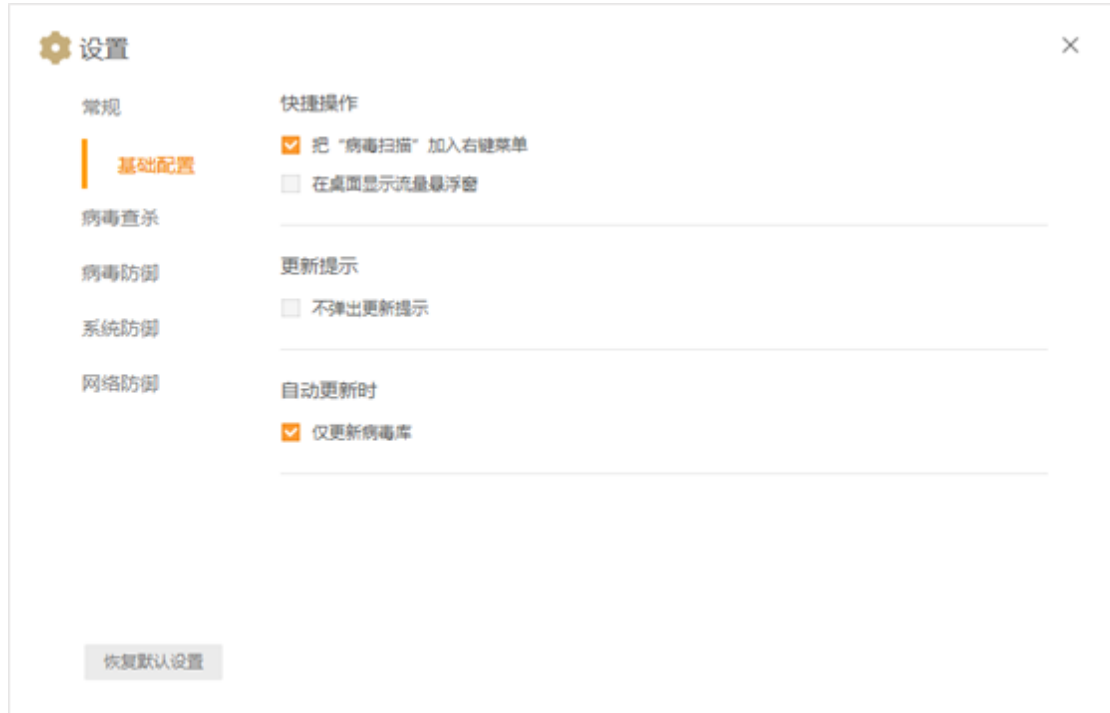 设置
常规
基础配置
病毒查杀
病毒防御
系统防御
网络防御
快捷操作
把“病毒扫描”加入右键菜单
在桌面显示流量悬浮窗
更新提示
不弹出更新提示
自动更新时
仅更新病毒库
恢复默认设置